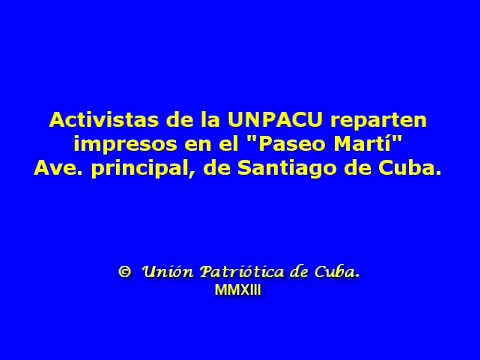 Activistas de la UNPACU reparten
impresos en el "Paseo Martí"
Ave. principal, de Santiago de Cuba.
© Unión Patriótica de Cuba.
MMXIII